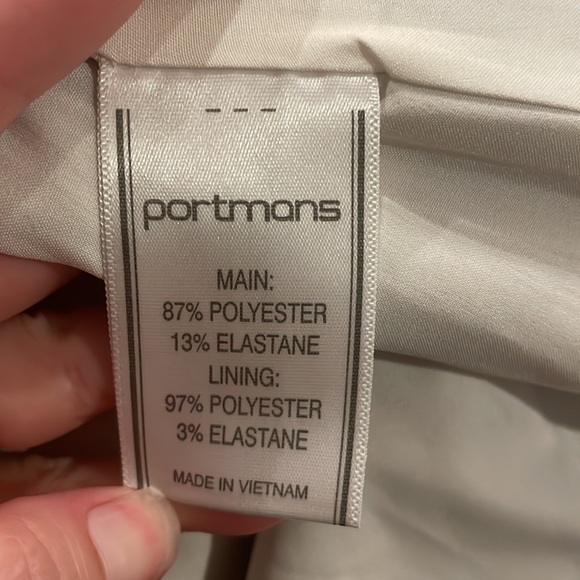 portmans
MAIN:
87% POLYESTER
13% ELASTANE
LINING:
97% POLYESTER
3% ELASTANE
MADE IN VIETNAM